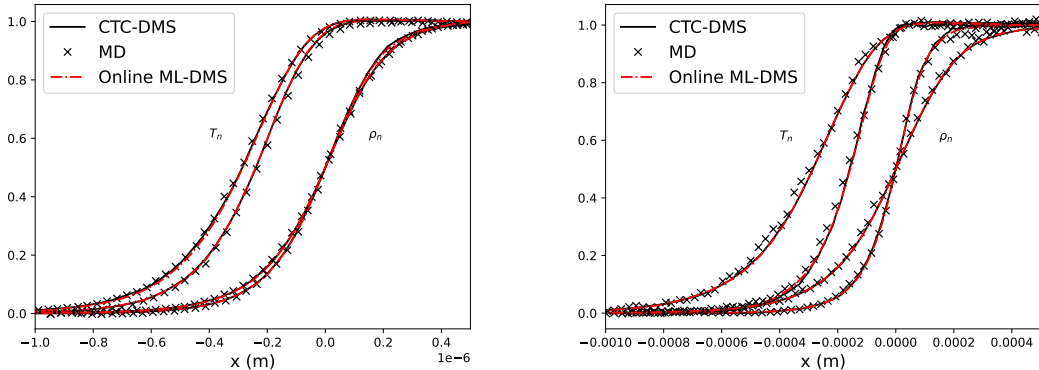 CTC-DMS
MD
Online ML-DMS
T_n
ρ_n
1.0
0.8
0.6
0.4
0.2
0.0
-1.0 -0.8 -0.6 -0.4 -0.2 0.0 0.2 0.4
1e-6
x (m)
CTC-DMS
MD
Online ML-DMS
T_n
ρ_n
1.0
0.8
0.6
0.4
0.2
0.0
-0.0010 -0.0008 -0.0006 -0.0004 -0.0002 0.0000 0.0002 0.0004
x (m)